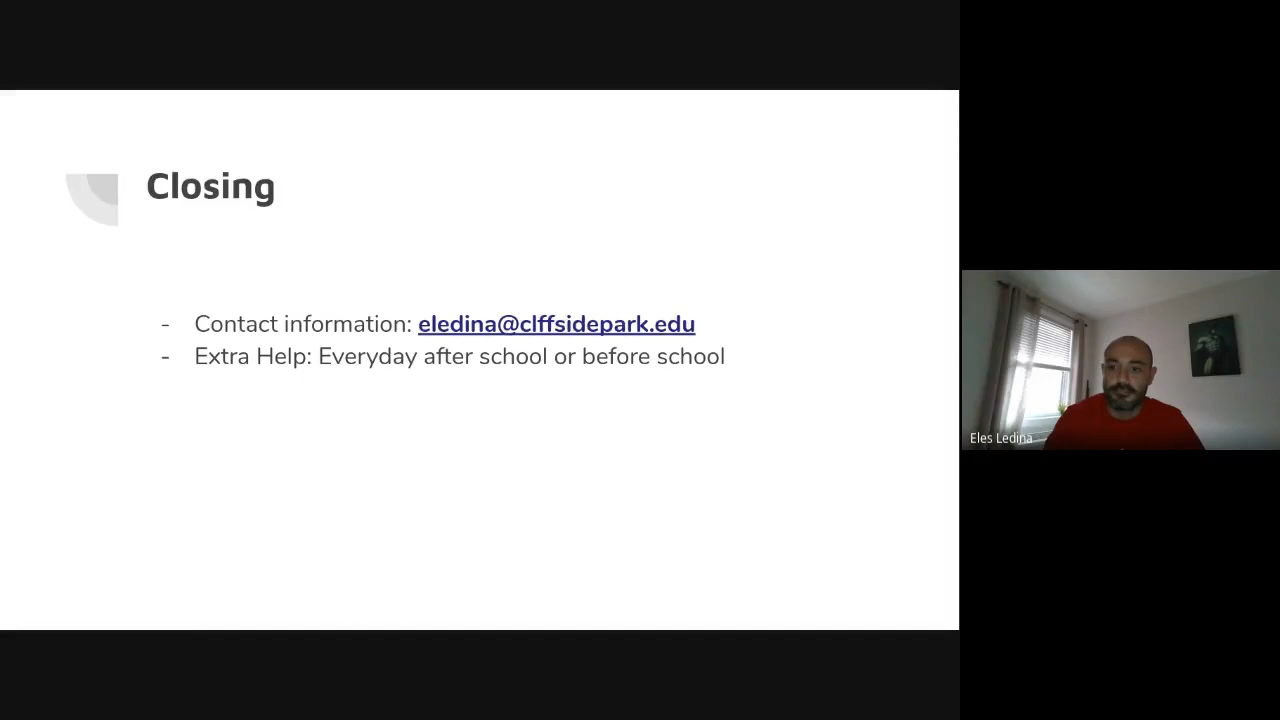 Closing
- Contact information: eledina@clffsidepark.edu
- Extra Help: Everyday after school or before school
Eles Ledina